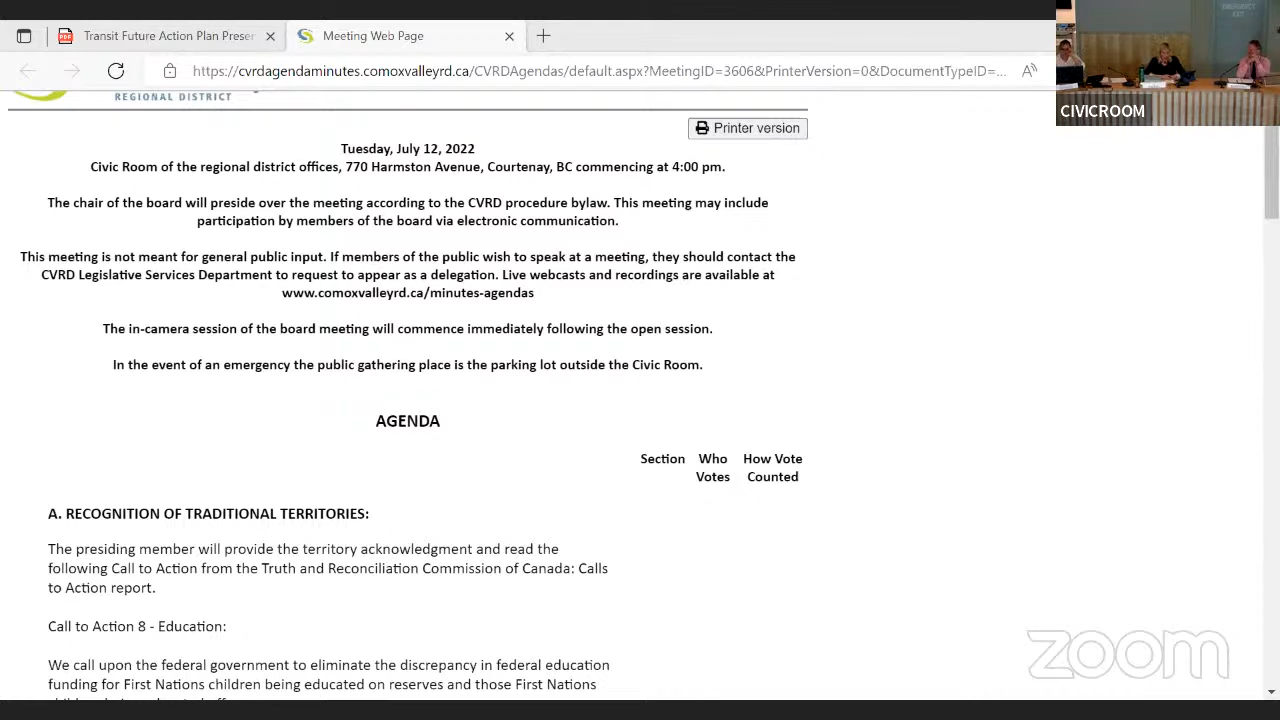 Transit Future Action Plan Preser
Meeting Web Page
https://cvrdagendaminutes.comoxvalleyrd.ca/CVRDAgendas/default.aspx?MeetingID=3606&PrinterVersion=0&DocumentTypeID=...
EMERGENCY
EXIT
CIVICROOM
REGIONAL DISTRICT
Printer version
Tuesday, July 12, 2022
Civic Room of the regional district offices, 770 Harmston Avenue, Courtenay, BC commencing at 4:00 pm.
The chair of the board will preside over the meeting according to the CVRD procedure bylaw. This meeting may include
participation by members of the board via electronic communication.
This meeting is not meant for general public input. If members of the public wish to speak at a meeting, they should contact the
CVRD Legislative Services Department to request to appear as a delegation. Live webcasts and recordings are available at
www.comoxvalleyrd.ca/minutes-agendas
The in-camera session of the board meeting will commence immediately following the open session.
In the event of an emergency the public gathering place is the parking lot outside the Civic Room.
AGENDA
Section Who How Vote
Votes Counted
A. RECOGNITION OF TRADITIONAL TERRITORIES:
The presiding member will provide the territory acknowledgment and read the
following Call to Action from the Truth and Reconciliation Commission of Canada: Calls
to Action report.
Call to Action 8 - Education:
We call upon the federal government to eliminate the discrepancy in federal education
funding for First Nations children being educated on reserves and those First Nations
zoom